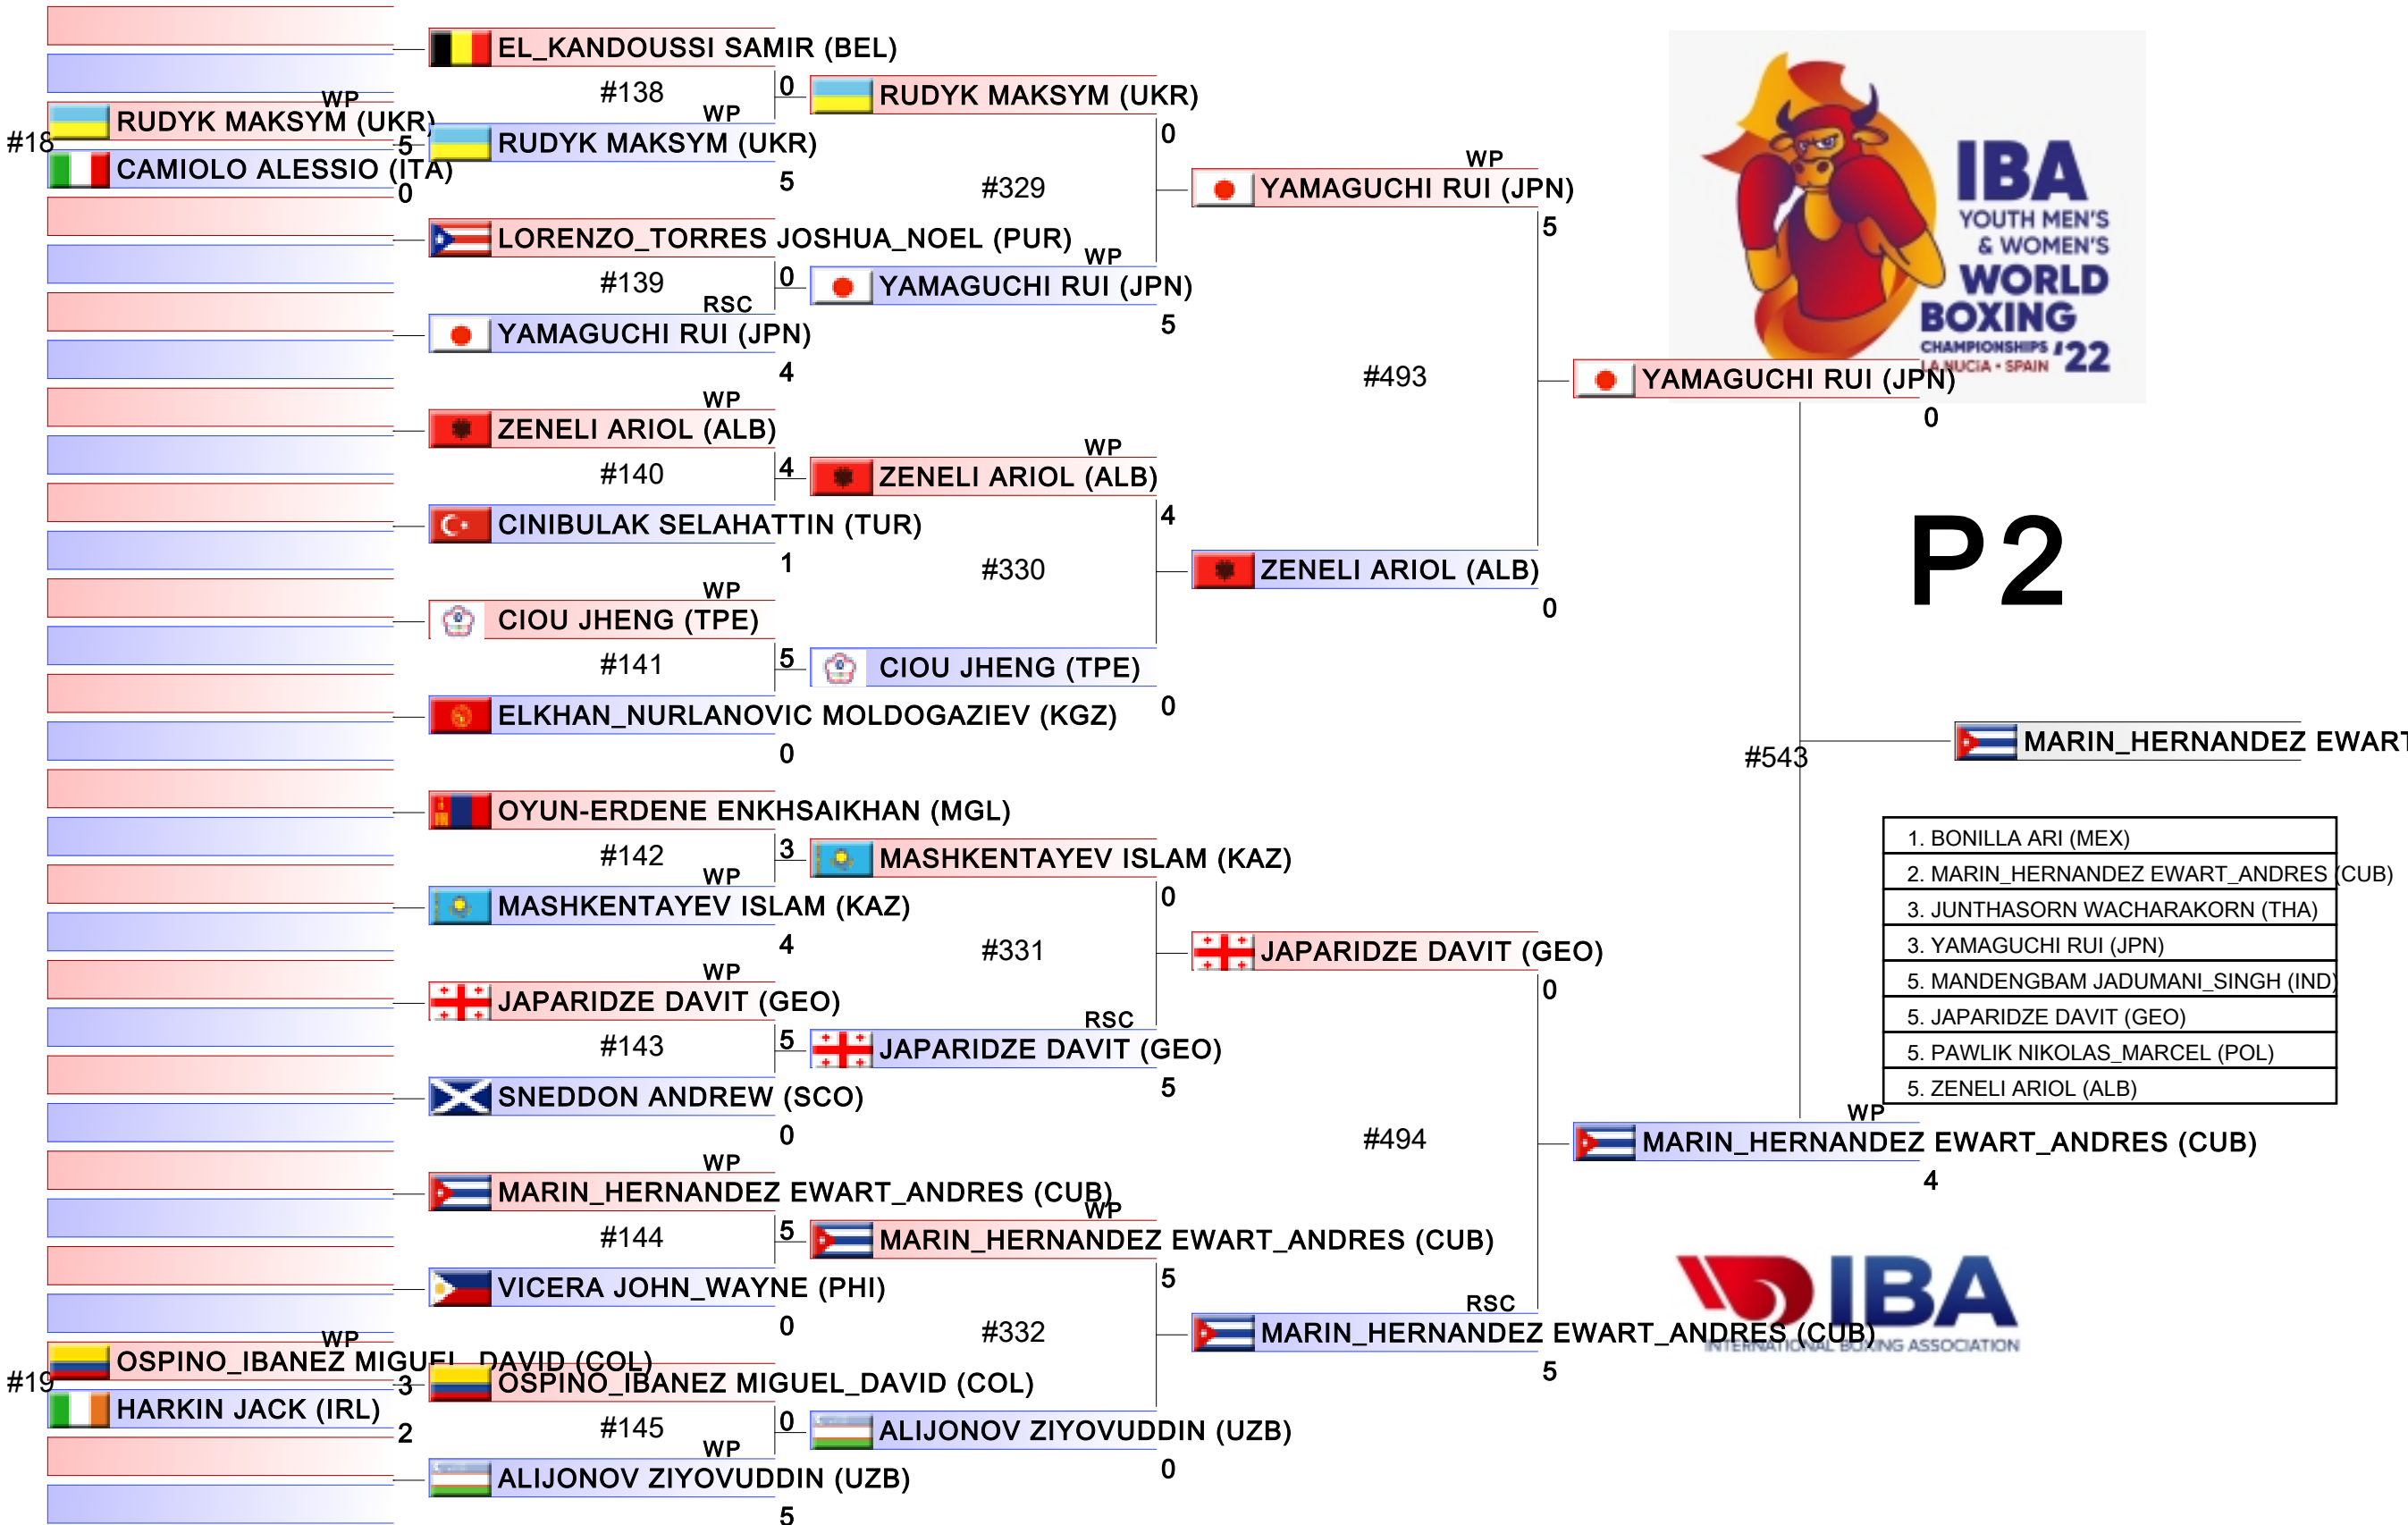 EL_KANDOUSSI SAMIR (BEL)
#138
0
WP
RUDYK MAKSYM (UKR)
0
WP
#18
RUDYK MAKSYM (UKR)
5
CAMIOLO ALESSIO (ITA)
0
WP
RUDYK MAKSYM (UKR)
5
#329
WP
YAMAGUCHI RUI (JPN)
5
LORENZO_TORRES JOSHUA_NOEL (PUR)
#139
0
WP
YAMAGUCHI RUI (JPN)
5
RSC
YAMAGUCHI RUI (JPN)
4
#493
YAMAGUCHI RUI (JPN)
0
WP
ZENELI ARIOL (ALB)
#140
4
WP
ZENELI ARIOL (ALB)
4
CINIBULAK SELAHATTIN (TUR)
1
#330
ZENELI ARIOL (ALB)
0
WP
CIOU JHENG (TPE)
#141
5
CIOU JHENG (TPE)
0
ELKHAN_NURLANOVIC MOLDOGAZIEV (KGZ)
0
#543
MARIN_HERNANDEZ EWART
OYUN-ERDENE ENKHSAIKHAN (MGL)
#142
3
MASHKENTAYEV ISLAM (KAZ)
0
WP
MASHKENTAYEV ISLAM (KAZ)
4
#331
JAPARIDZE DAVIT (GEO)
0
WP
JAPARIDZE DAVIT (GEO)
#143
5
RSC
JAPARIDZE DAVIT (GEO)
5
SNEDDON ANDREW (SCO)
0
#494
WP
MARIN_HERNANDEZ EWART_ANDRES (CUB)
4
WP
MARIN_HERNANDEZ EWART_ANDRES (CUB)
#144
5
WP
MARIN_HERNANDEZ EWART_ANDRES (CUB)
5
VICERA JOHN_WAYNE (PHI)
0
#332
RSC
MARIN_HERNANDEZ EWART_ANDRES (CUB)
5
WP
#19
OSPINO_IBANEZ MIGUEL_DAVID (COL)
3
HARKIN JACK (IRL)
2
OSPINO_IBANEZ MIGUEL_DAVID (COL)
#145
0
ALIJONOV ZIYOVUDDIN (UZB)
0
WP
ALIJONOV ZIYOVUDDIN (UZB)
5
IBA
YOUTH MEN'S
& WOMEN'S
WORLD
BOXING
CHAMPIONSHIPS '22
LA NUCIA • SPAIN
P2
1. BONILLA ARI (MEX)
2. MARIN_HERNANDEZ EWART_ANDRES (CUB)
3. JUNTHASORN WACHARAKORN (THA)
3. YAMAGUCHI RUI (JPN)
5. MANDENGBAM JADUMANI_SINGH (IND)
5. JAPARIDZE DAVIT (GEO)
5. PAWLIK NIKOLAS_MARCEL (POL)
5. ZENELI ARIOL (ALB)
IBA
INTERNATIONAL BOXING ASSOCIATION